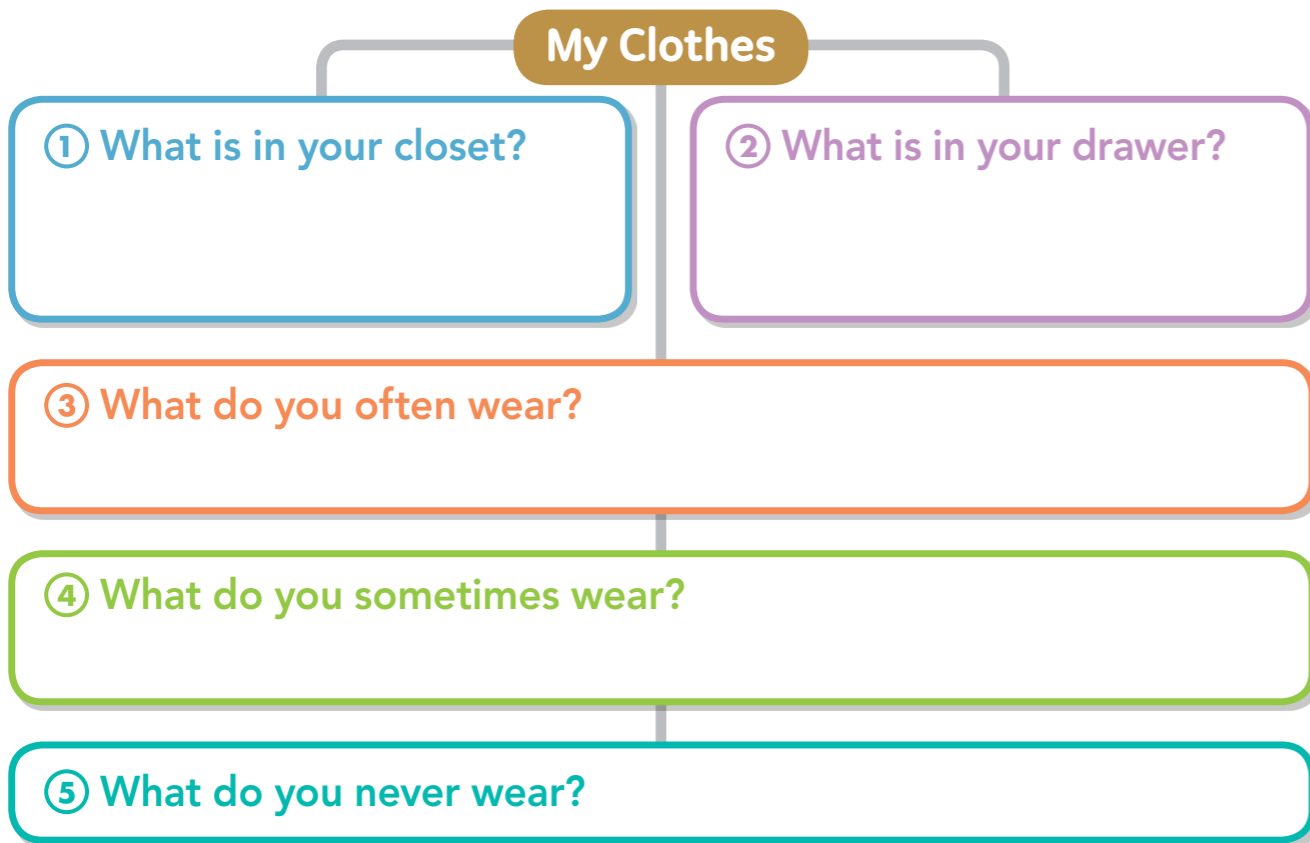 My Clothes
① What is in your closet?
② What is in your drawer?
③ What do you often wear?
④ What do you sometimes wear?
⑤ What do you never wear?